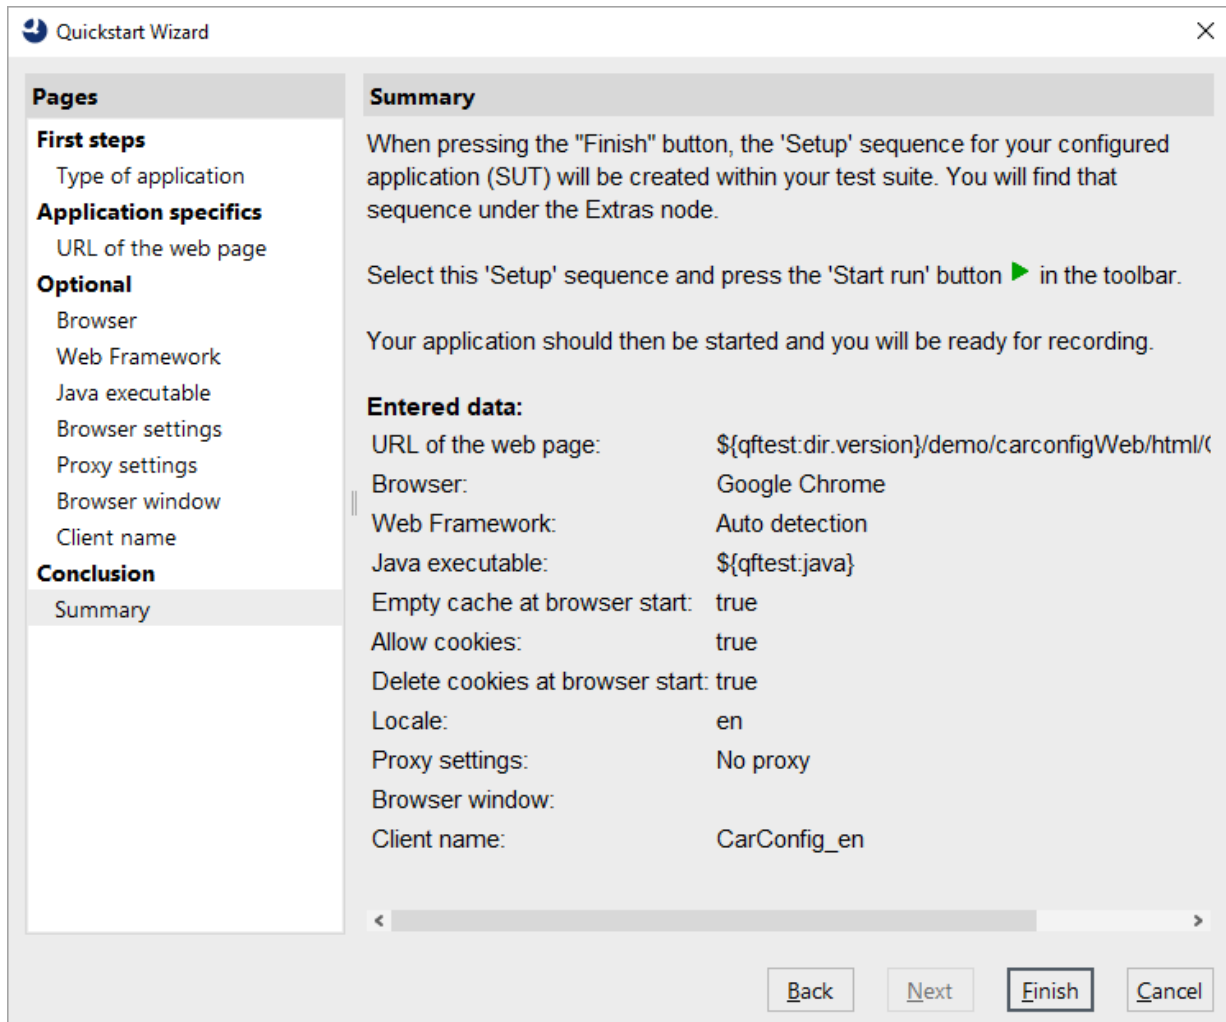 Quickstart Wizard
Pages
First steps
Type of application
Application specifics
URL of the web page
Optional
Browser
Web Framework
Java executable
Browser settings
Proxy settings
Browser window
Client name
Conclusion
Summary
Summary
When pressing the "Finish" button, the 'Setup' sequence for your configured
application (SUT) will be created within your test suite. You will find that
sequence under the Extras node.
Select this 'Setup' sequence and press the 'Start run' button in the toolbar.
Your application should then be started and you will be ready for recording.
Entered data:
URL of the web page: ${qftest:dir.version}/demo/carconfigWeb/html/
Browser: Google Chrome
Web Framework: Auto detection
Java executable: ${qftest:java}
Empty cache at browser start: true
Allow cookies: true
Delete cookies at browser start: true
Locale: en
Proxy settings: No proxy
Browser window:
Client name: CarConfig_en
Back Next Finish Cancel